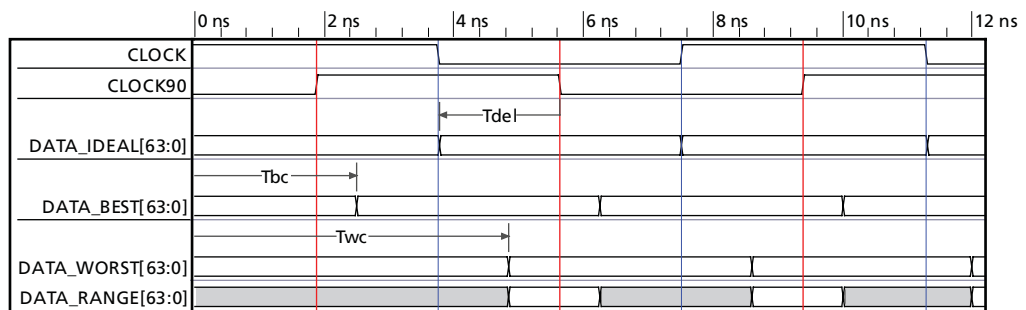 0 ns 2 ns 4 ns 6 ns 8 ns 10 ns 12 ns
CLOCK
CLOCK90
Tdel
DATA_IDEAL[63:0]
Tbc
DATA_BEST[63:0]
Twc
DATA_WORST[63:0]
DATA_RANGE[63:0]